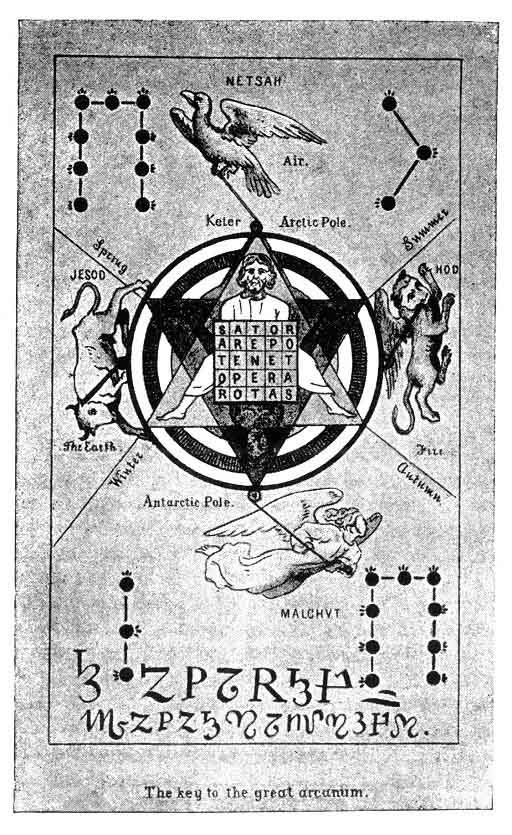 NETSAH
Air.
Keter Arctic Pole.
Spring
Summer
JESOD
HOD
SATOR
AREPO
TENET
OPERA
ROTAS
The Earth.
Fire
Winter
Autumn.
Antarctic Pole.
MALCHVT
The key to the great arcanum.